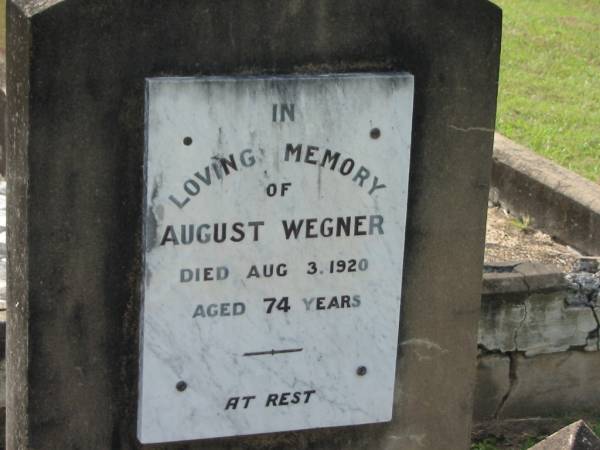 IN
LOVING MEMORY
OF
AUGUST WEGNER
DIED AUG 3. 1920
AGED 74 YEARS
AT REST